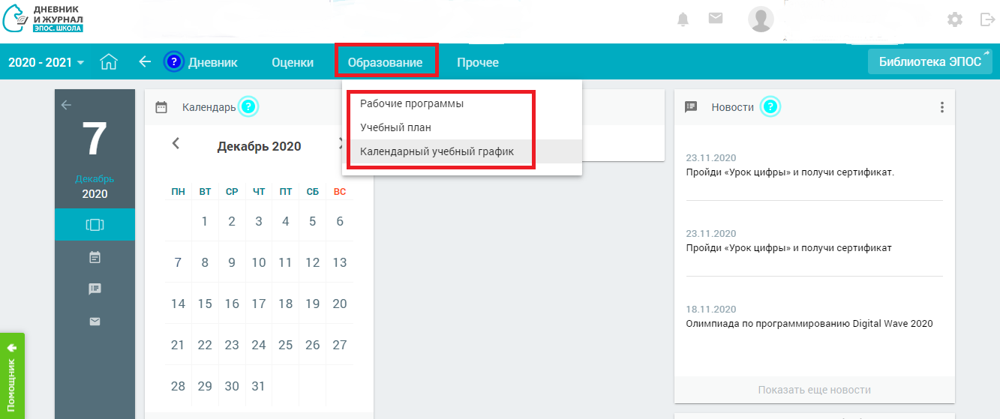 ДНЕВНИК
И ЖУРНАЛ
ЭПОС.ШКОЛА
2020 - 2021
? Дневник
Оценки
Образование
Прочее
Библиотека ЭПОС
Рабочие программы
Учебный план
Календарный учебный график
7
Декабрь
2020
Календарь ?
Декабрь 2020
ПН ВТ СР ЧТ ПТ СБ ВС
1 2 3 4 5 6
7 8 9 10 11 12 13
14 15 16 17 18 19 20
21 22 23 24 25 26 27
28 29 30 31
Новости ?
23.11.2020
Пройди «Урок цифры» и получи сертификат.
23.11.2020
Пройди «Урок цифры» и получи сертификат
18.11.2020
Олимпиада по программированию Digital Wave 2020
Показать еще новости
Помощник